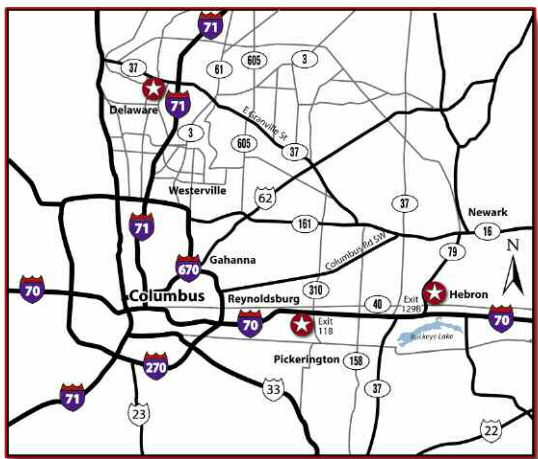 71
605
3
37
61
Delaware
71
E Granville St
3
605
37
Westerville
62
37
Newark
161
16
71
Columbus Rd SW
79
N
Gahanna
670
70
Columbus
Reynoldsburg
310
40
Exit
129B
Hebron
70
Exit
118
70
Buckeye Lake
Pickerington
158
270
33
37
71
23
22